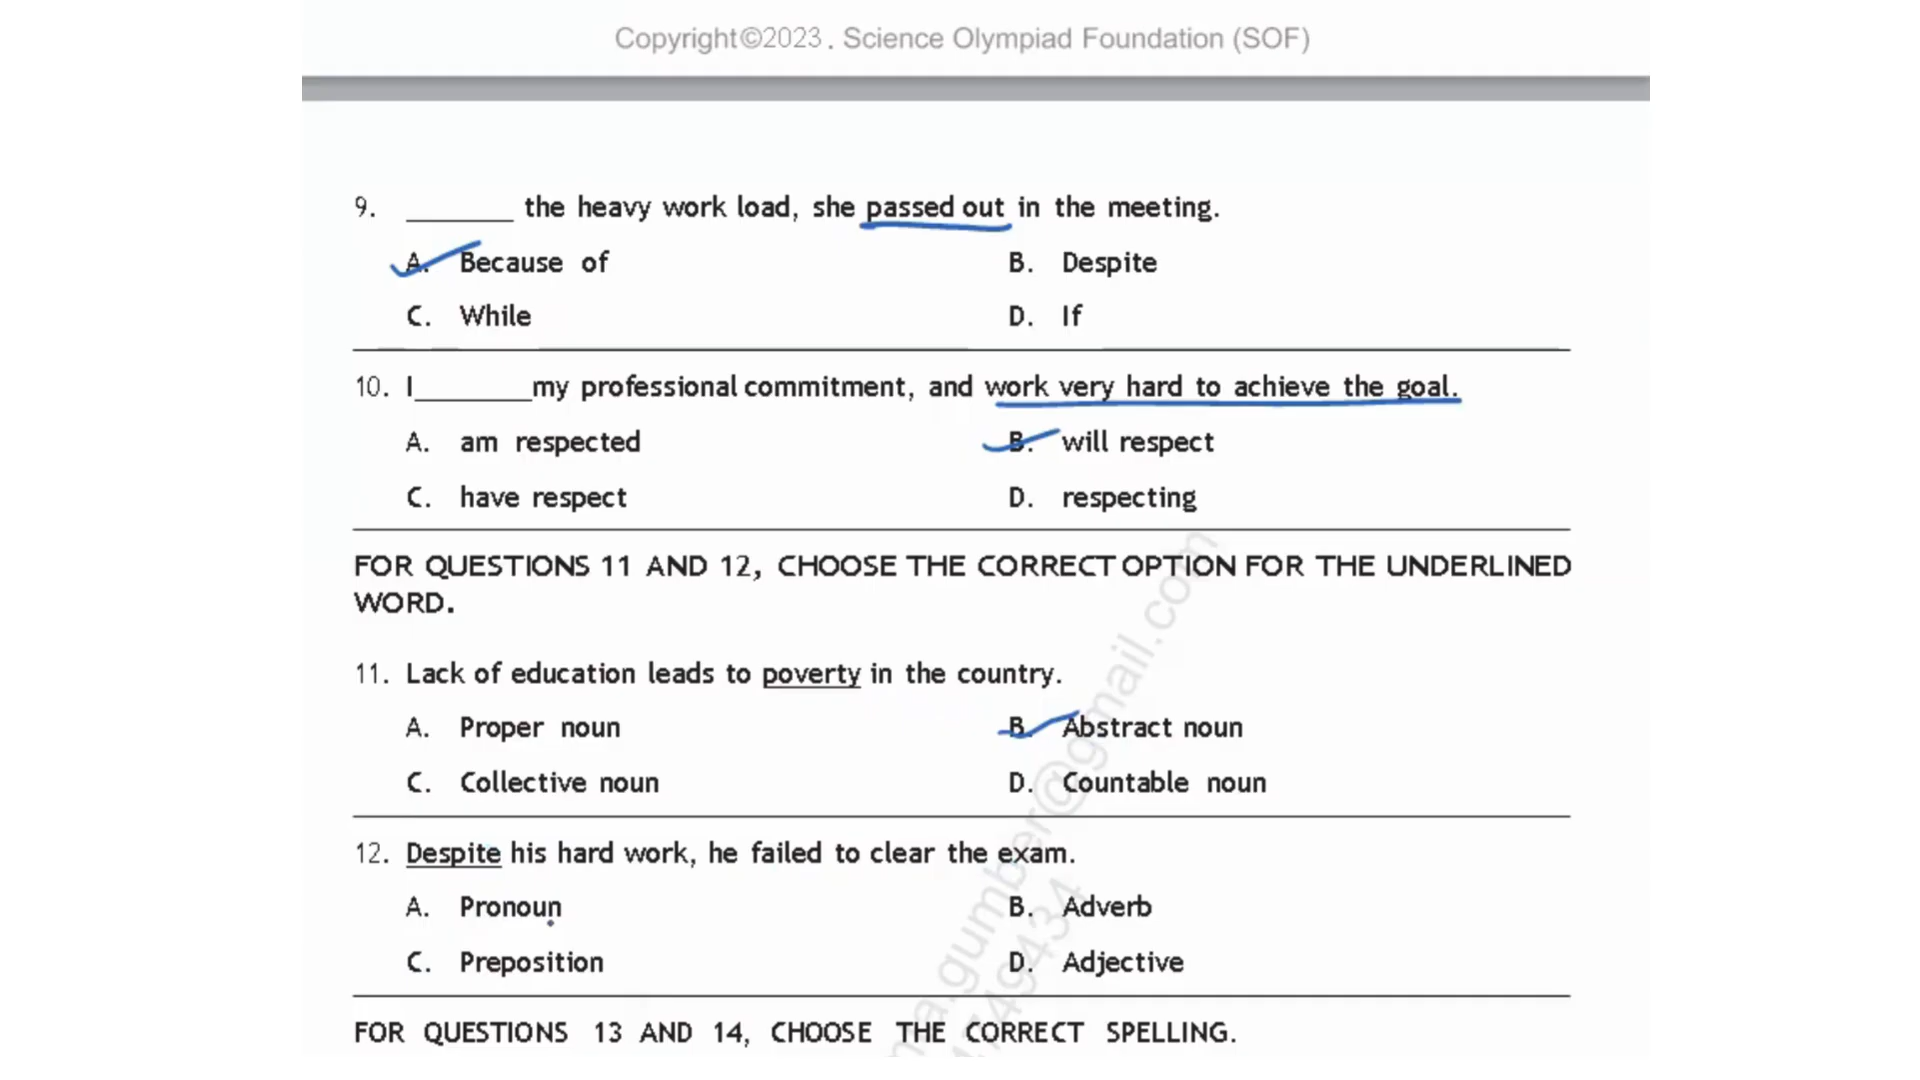 Copyright©2023. Science Olympiad Foundation (SOF)
9. _______ the heavy work load, she passed out in the meeting.
A. Because of B. Despite
C. While D. If
10. I_______my professional commitment, and work very hard to achieve the goal.
A. am respected B. will respect
C. have respect D. respecting
FOR QUESTIONS 11 AND 12, CHOOSE THE CORRECT OPTION FOR THE UNDERLINED
WORD.
11. Lack of education leads to poverty in the country.
A. Proper noun B. Abstract noun
C. Collective noun D. Countable noun
12. Despite his hard work, he failed to clear the exam.
A. Pronoun B. Adverb
C. Preposition D. Adjective
FOR QUESTIONS 13 AND 14, CHOOSE THE CORRECT SPELLING.